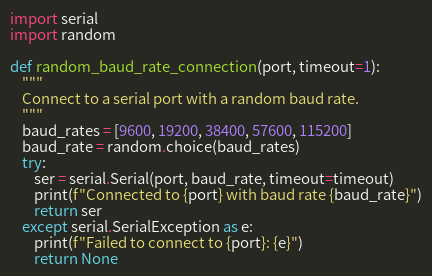 import serial
import random

def random_baud_rate_connection(port, timeout=1):
    """
    Connect to a serial port with a random baud rate.
    """
    baud_rates = [9600, 19200, 38400, 57600, 115200]
    baud_rate = random.choice(baud_rates)
    try:
        ser = serial.Serial(port, baud_rate, timeout=timeout)
        print(f"Connected to {port} with baud rate {baud_rate}")
        return ser
    except serial.SerialException as e:
        print(f"Failed to connect to {port}: {e}")
        return None